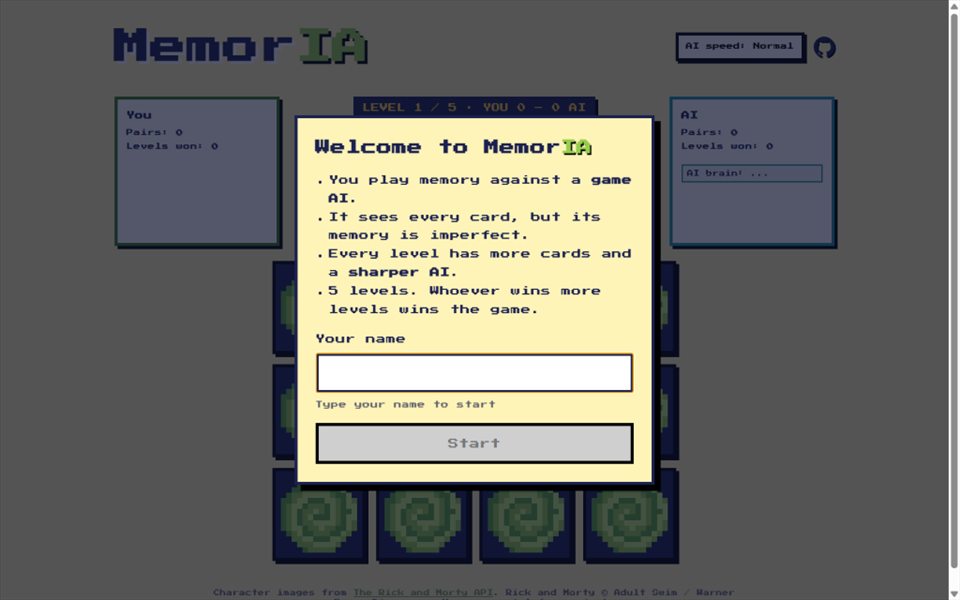 MemorIA
AI speed: Normal
LEVEL 1 / 5 · YOU 0 – 0 AI
You
Pairs: 0
Levels won: 0
AI
Pairs: 0
Levels won: 0
AI brain: ...
Welcome to MemorIA
.You play memory against a game
AI.
.It sees every card, but its
memory is imperfect.
.Every level has more cards and
a sharper AI.
.5 levels. Whoever wins more
levels wins the game.
Your name
Type your name to start
Start
Character images from The Rick and Morty API. Rick and Morty © Adult Swim / Warner